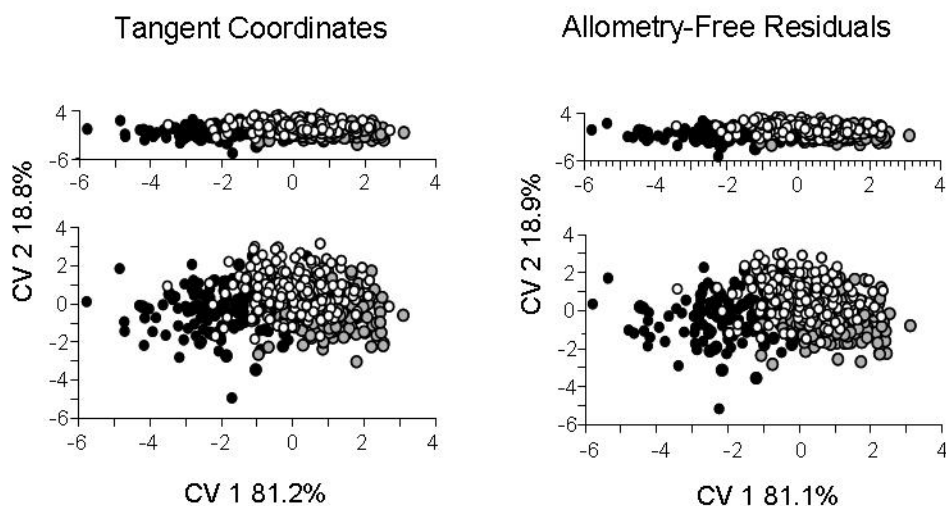 Tangent Coordinates
Allometry-Free Residuals
4
-6
-6 -4 -2 0 2 4
4
-6
-6 -4 -2 0 2 4
CV 2 18.8%
4
2
0
-2
-4
-6
-6 -4 -2 0 2 4
CV 1 81.2%
CV 2 18.9%
4
2
0
-2
-4
-6
-6 -4 -2 0 2 4
CV 1 81.1%